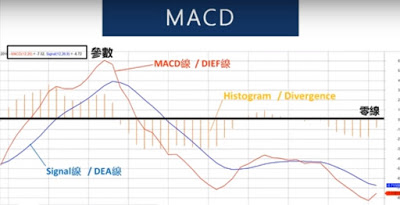 MACD
參數
MACD線 / DIEF線
Histogram / Divergence
零線
Signal線 / DEA線